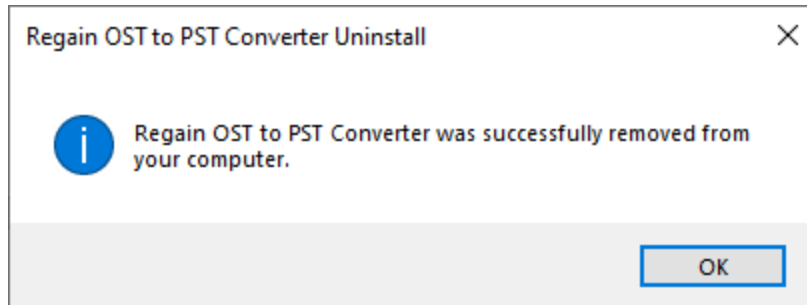 Regain OST to PST Converter Uninstall
Regain OST to PST Converter was successfully removed from
your computer.
OK